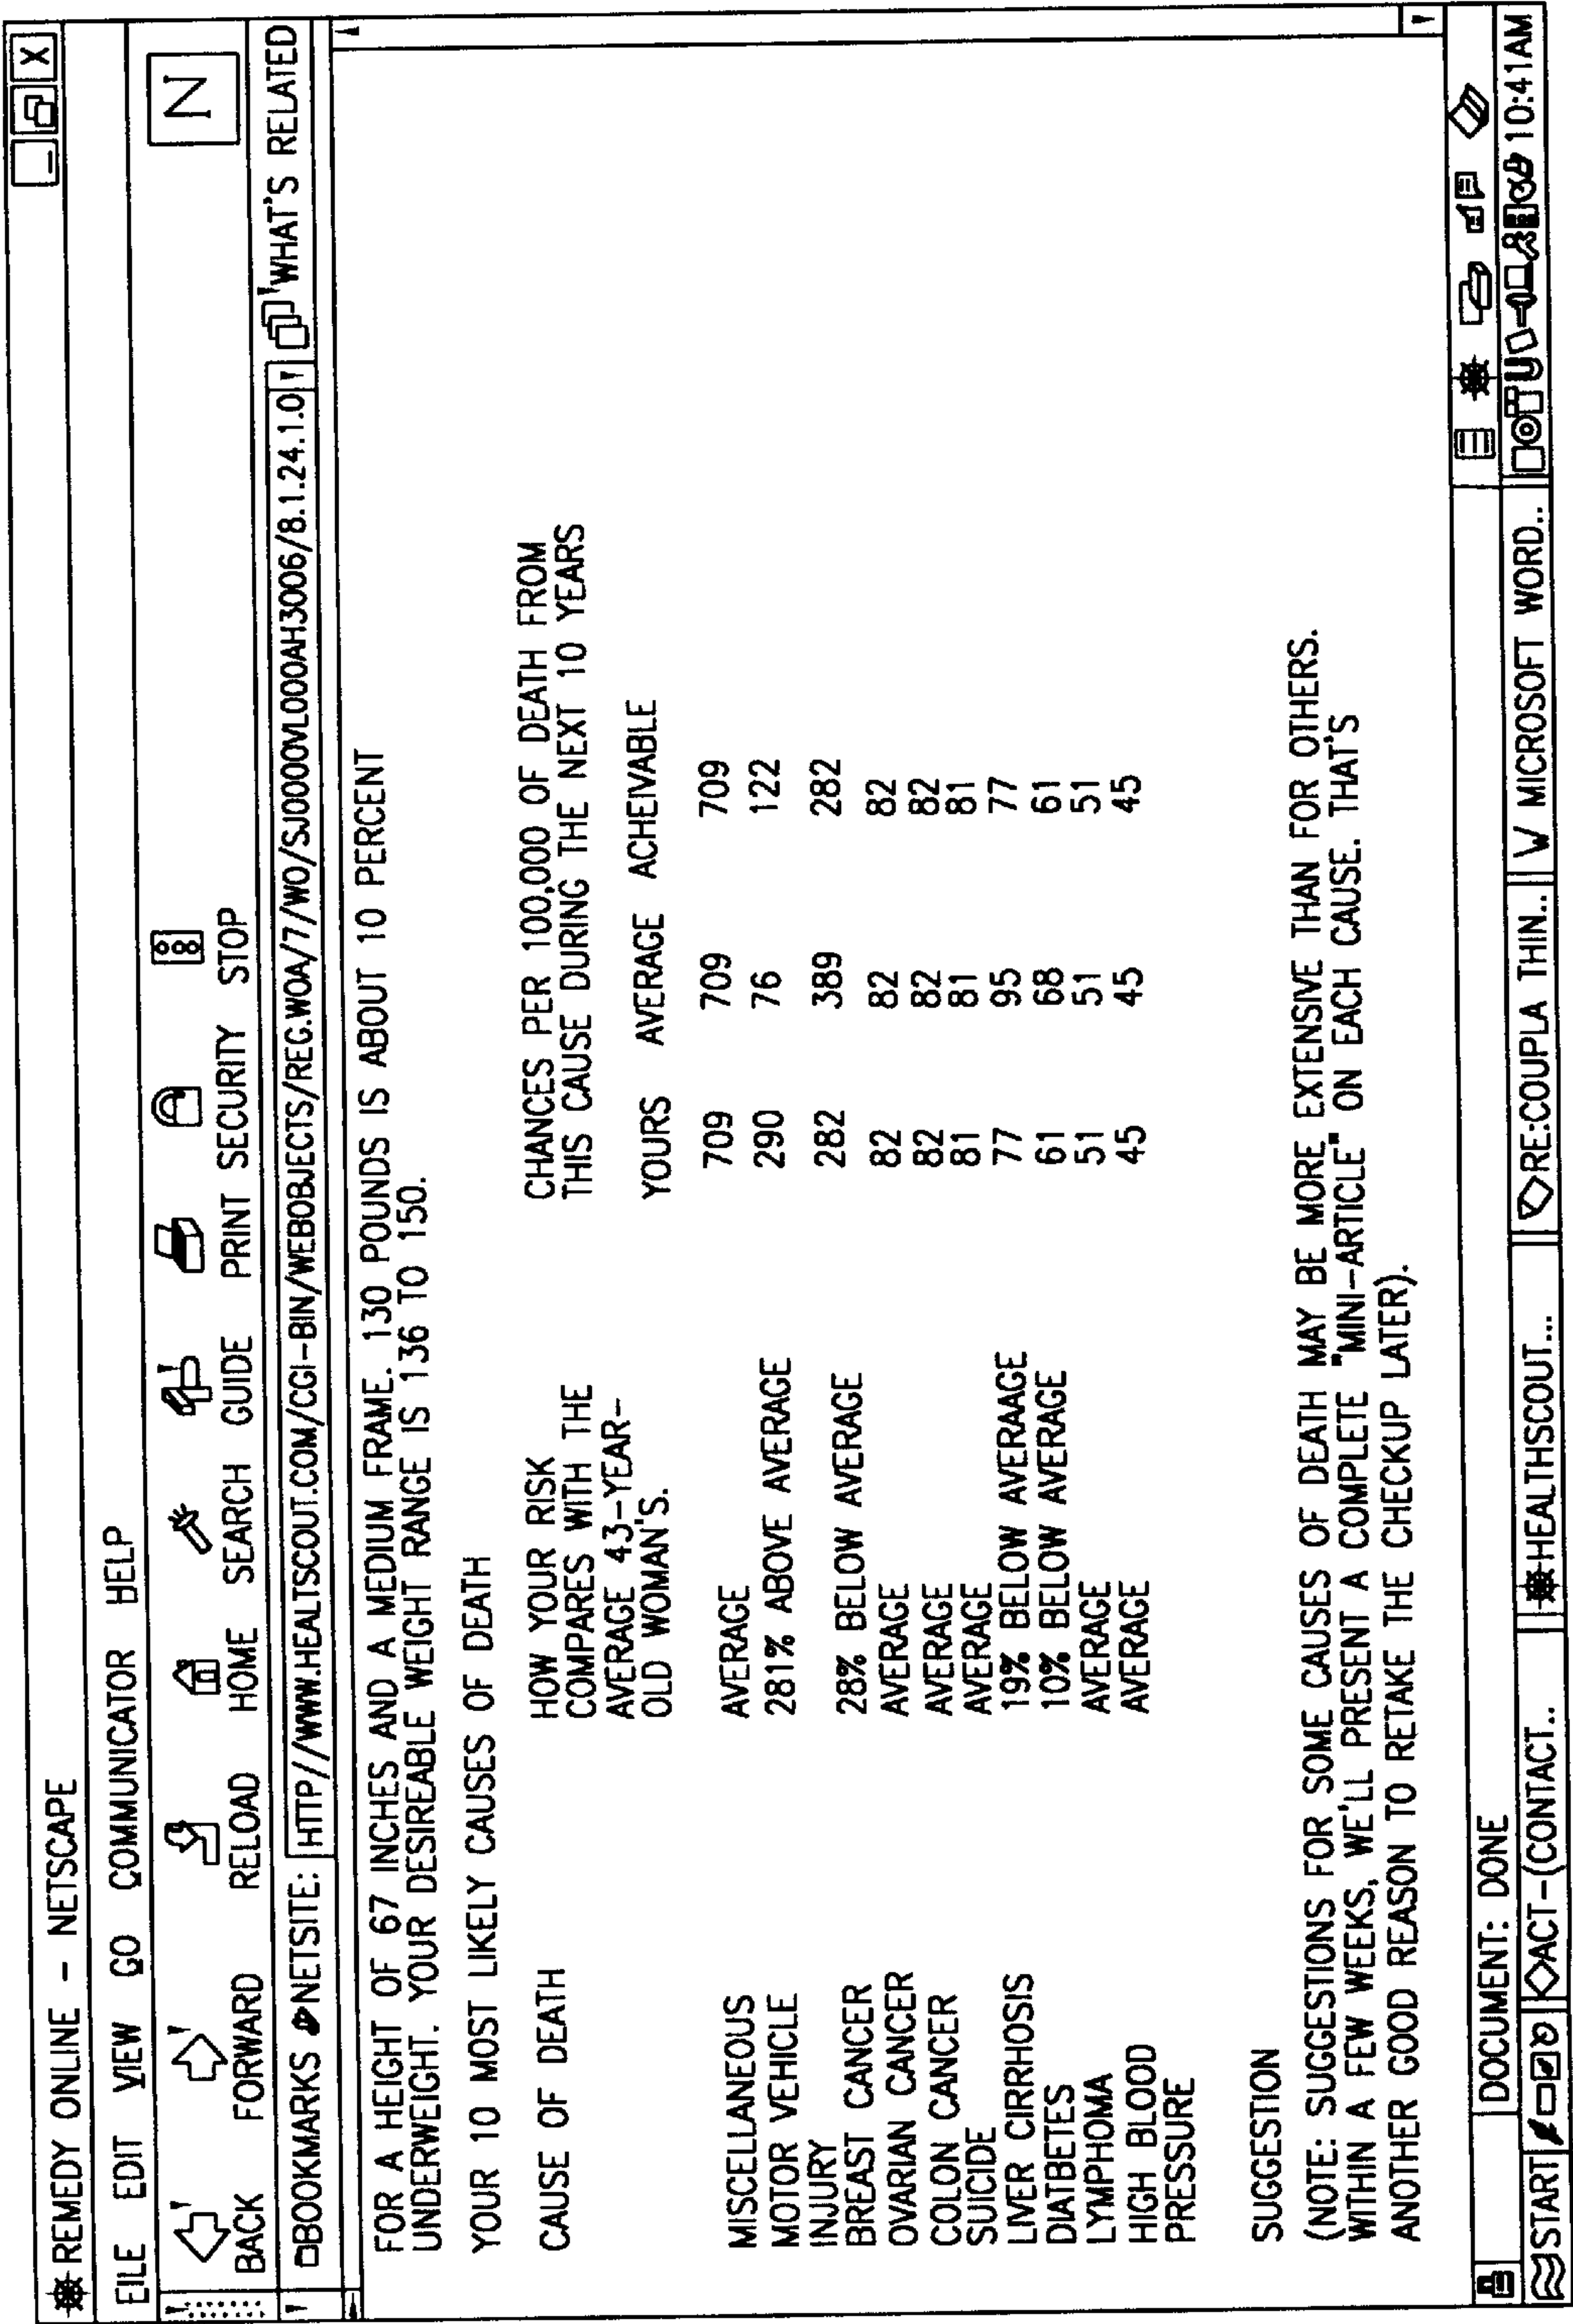 REMEDY ONLINE - NETSCAPE
EILE EDIT VIEW GO COMMUNICATOR HELP
BACK FORWARD RELOAD HOME SEARCH GUIDE PRINT SECURITY STOP
N
BOOKMARKS NETSITE: HTTP//WWW.HEALTSCOUT.COM/CGI-BIN/WEBOBJECTS/REG.WOA/7/WO/SJ0000VL000AH3006/8.1.24.1.0 WHAT'S RELATED
FOR A HEIGHT OF 67 INCHES AND A MEDIUM FRAME. 130 POUNDS IS ABOUT 10 PERCENT
UNDERWEIGHT. YOUR DESIREABLE WEIGHT RANGE IS 136 TO 150.
YOUR 10 MOST LIKELY CAUSES OF DEATH
CAUSE OF DEATH HOW YOUR RISK CHANCES PER 100,000 OF DEATH FROM
COMPARES WITH THE THIS CAUSE DURING THE NEXT 10 YEARS
AVERAGE 43-YEAR-
OLD WOMAN'S. YOURS AVERAGE ACHEIVABLE
MISCELLANEOUS AVERAGE 709 709 709
MOTOR VEHICLE 281% ABOVE AVERAGE 290 76 122
INJURY
BREAST CANCER 28% BELOW AVERAGE 282 389 282
OVARIAN CANCER AVERAGE 82 82 82
COLON CANCER AVERAGE 82 82 82
SUICIDE AVERAGE 81 81 81
LIVER CIRRHOSIS 19% BELOW AVERAAGE 77 95 77
DIATBETES 10% BELOW AVERAGE 61 68 61
LYMPHOMA AVERAGE 51 51 51
HIGH BLOOD AVERAGE 45 45 45
PRESSURE
SUGGESTION
(NOTE: SUGGESTIONS FOR SOME CAUSES OF DEATH MAY BE MORE EXTENSIVE THAN FOR OTHERS.
WITHIN A FEW WEEKS, WE'LL PRESENT A COMPLETE "MINI-ARTICLE" ON EACH CAUSE. THAT'S
ANOTHER GOOD REASON TO RETAKE THE CHECKUP LATER).
DOCUMENT: DONE
START ACT-(CONTACT.. HEALTHSCOUT... RE:COUPLA THIN.. W MICROSOFT WORD.. 10:41AM